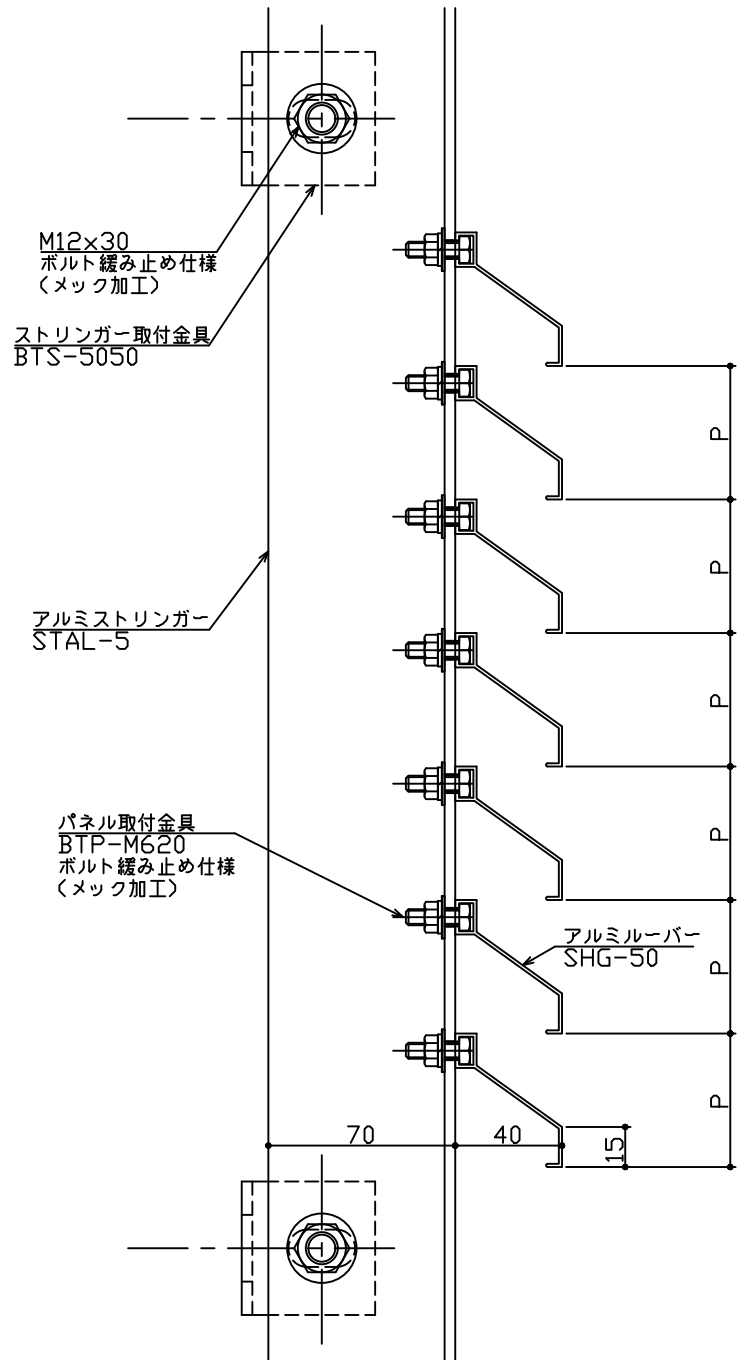 M12x30
ボルト緩み止め仕様
(メック加工)
ストリンガー取付金具
BTS-5050
P
P
アルミストリンガー
STAL-5
P
パネル取付金具
BTP-M620
ボルト緩み止め仕様
(メック加工)
P
アルミルーバー
SHG-50
P
P
70
40
15